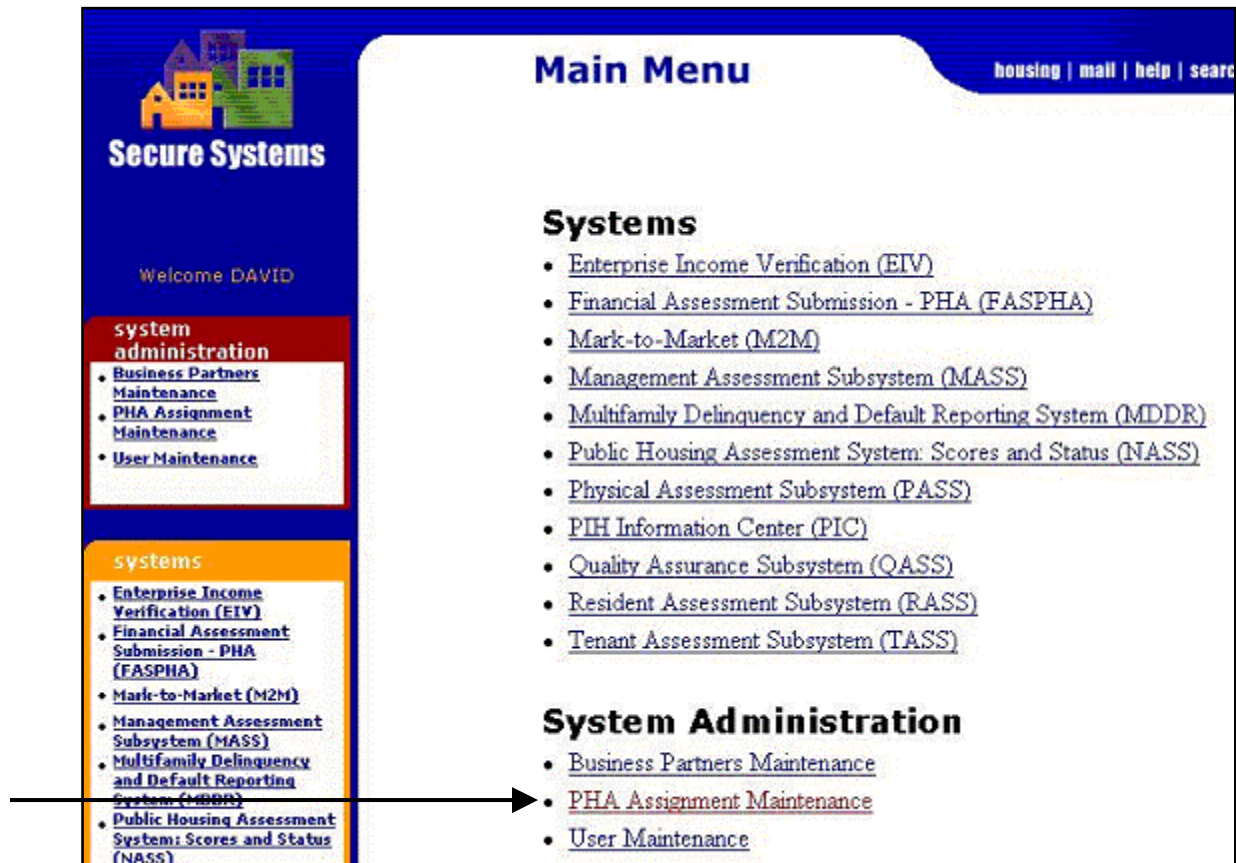 Main Menu
housing | mail | help | searc
Secure Systems
Welcome DAVID
system
administration
• Business Partners
Maintenance
• PHA Assignment
Maintenance
• User Maintenance
systems
• Enterprise Income
Verification (EIV)
• Financial Assessment
Submission - PHA
(FASPHA)
• Mark-to-Market (M2M)
• Management Assessment
Subsystem (MASS)
• Multifamily Delinquency
and Default Reporting
System (MDDR)
• Public Housing Assessment
System: Scores and Status
(NASS)
Systems
• Enterprise Income Verification (EIV)
• Financial Assessment Submission - PHA (FASPHA)
• Mark-to-Market (M2M)
• Management Assessment Subsystem (MASS)
• Multifamily Delinquency and Default Reporting System (MDDR)
• Public Housing Assessment System: Scores and Status (NASS)
• Physical Assessment Subsystem (PASS)
• PIH Information Center (PIC)
• Quality Assurance Subsystem (QASS)
• Resident Assessment Subsystem (RASS)
• Tenant Assessment Subsystem (TASS)
System Administration
• Business Partners Maintenance
• PHA Assignment Maintenance
• User Maintenance